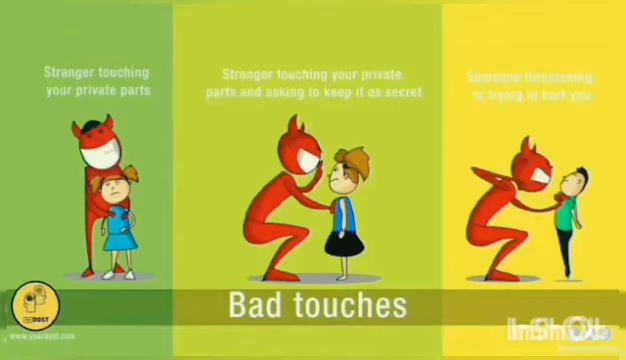 Stranger touching
your private parts
Stranger touching your private
parts and asking to keep it as secret
Someone threatening
or trying to hurt you
Bad touches
DOST
www.yourdost.com
InShot